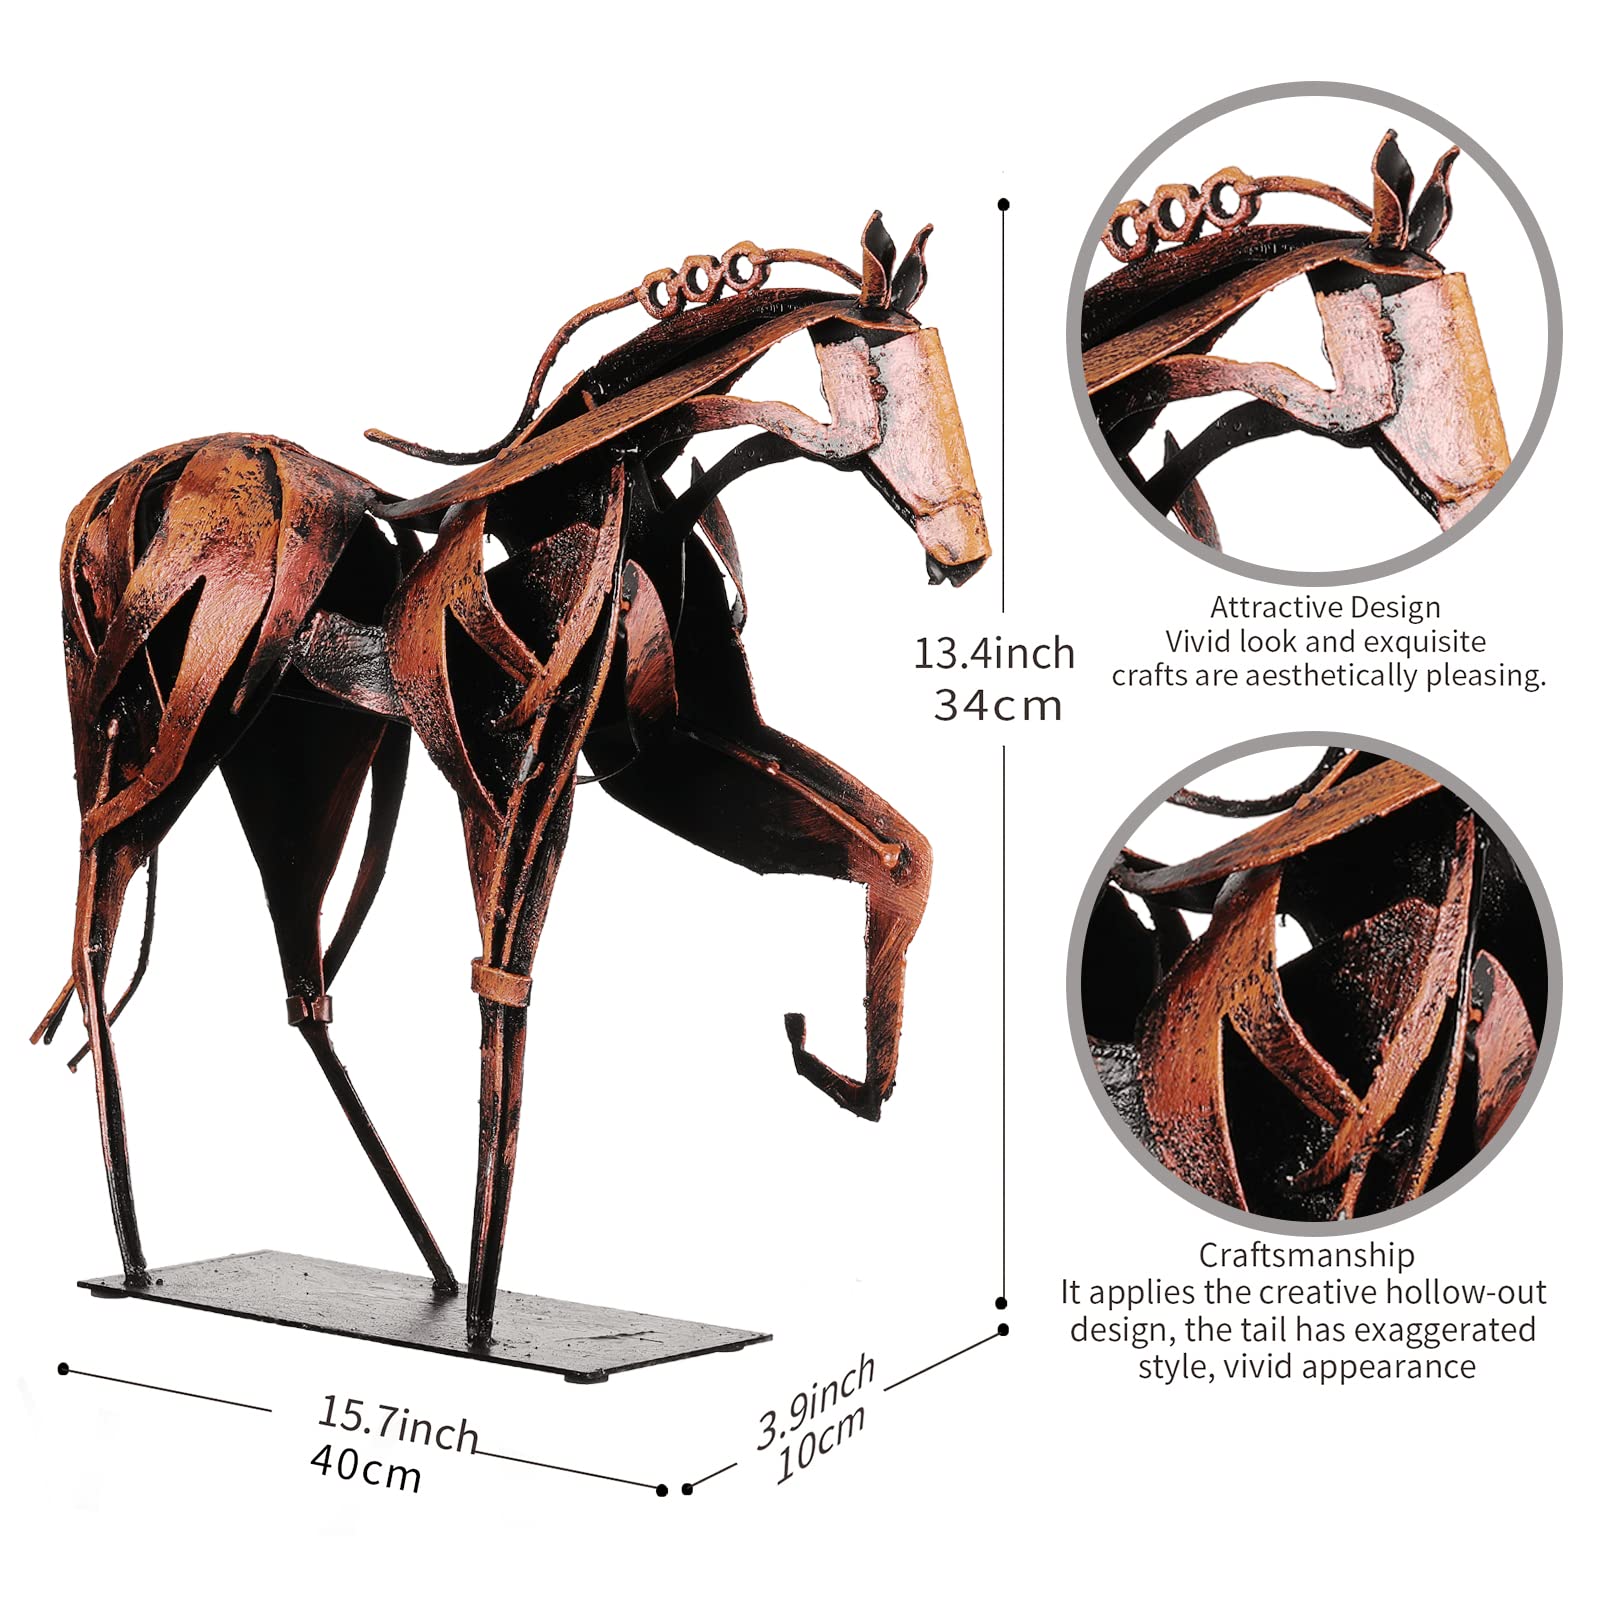 13.4inch
34cm
15.7inch
40cm
3.9inch
10cm
Attractive Design
Vivid look and exquisite
crafts are aesthetically pleasing.
Craftsmanship
It applies the creative hollow-out
design, the tail has exaggerated
style, vivid appearance